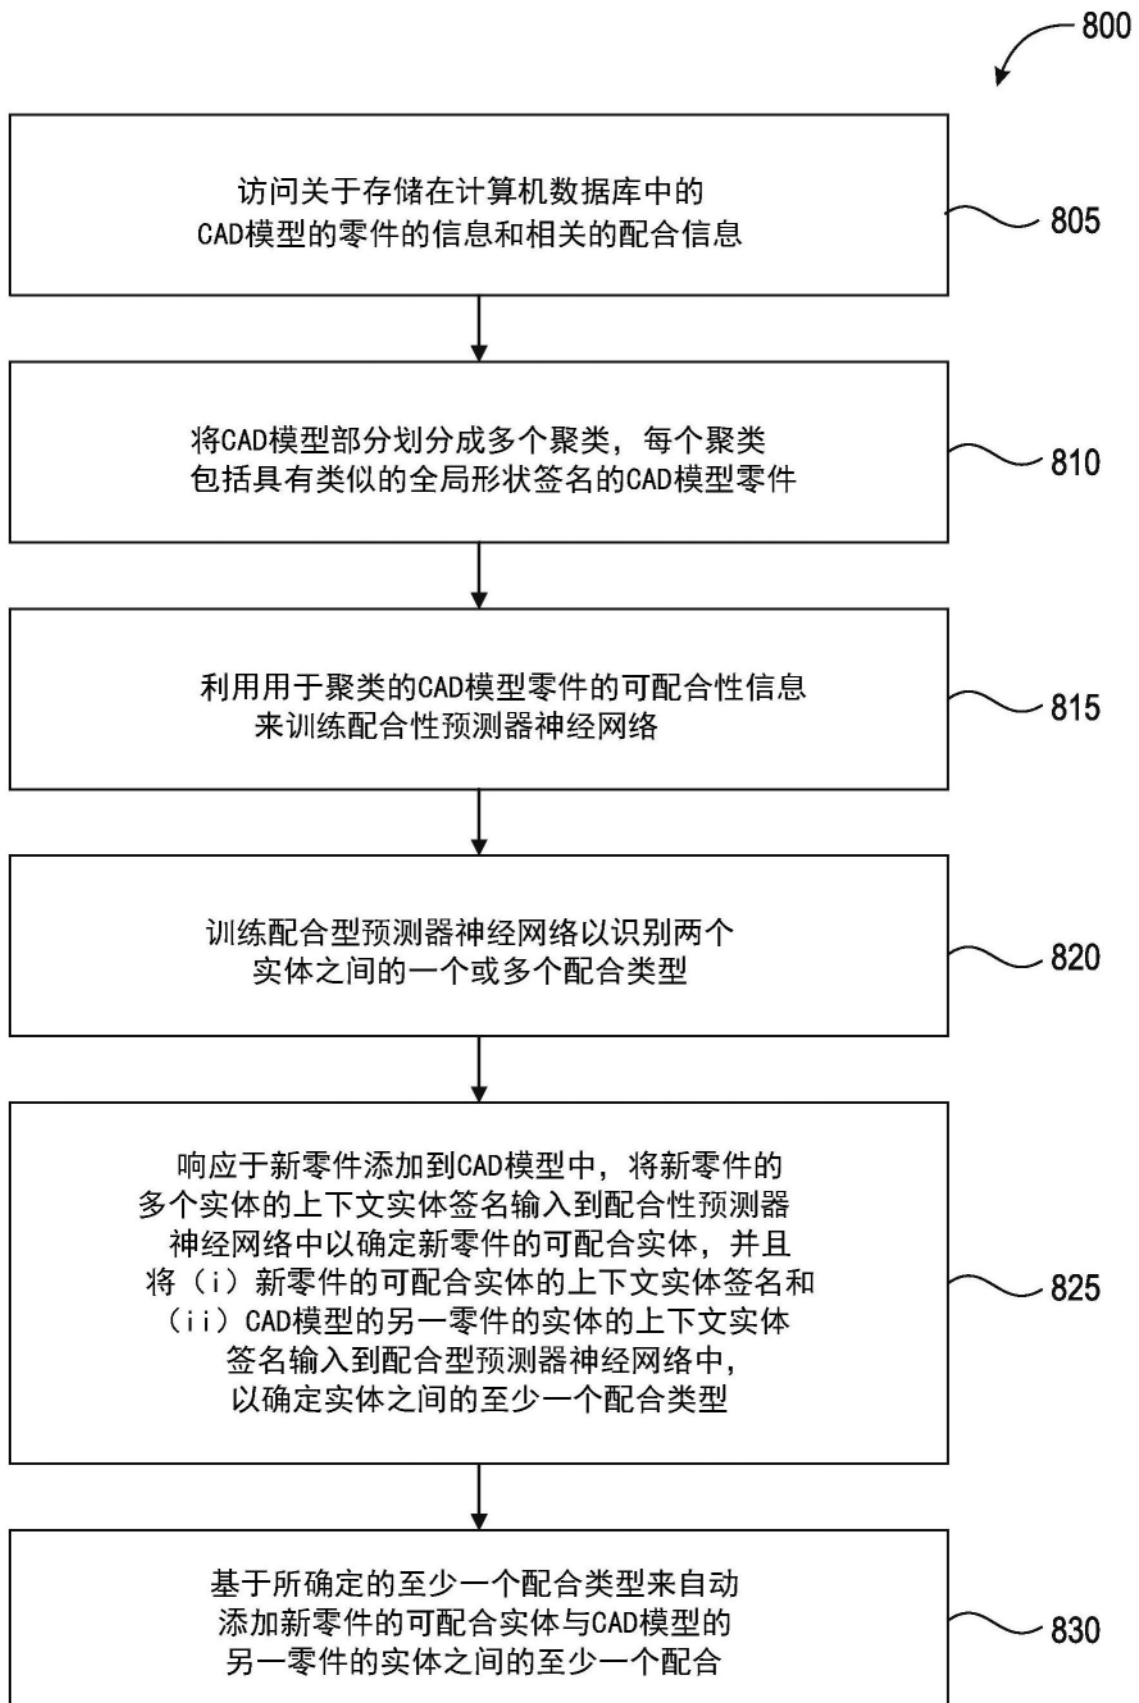 800
访问关于存储在计算机数据库中的
CAD模型的零件的信息和相关的配合信息
805
将CAD模型部分划分成多个聚类，每个聚类
包括具有类似的全局形状签名的CAD模型零件
810
利用用于聚类的CAD模型零件的可配合性信息
来训练配合性预测器神经网络
815
训练配合型预测器神经网络以识别两个
实体之间的一个或多个配合类型
820
响应于新零件添加到CAD模型中，将新零件的
多个实体的上下文实体签名输入到配合性预测器
神经网络中以确定新零件的可配合实体，并且
将（i）新零件的可配合实体的上下文实体签名和
（ii）CAD模型的另一零件的实体的上下文实体
签名输入到配合型预测器神经网络中，
以确定实体之间的至少一个配合类型
825
基于所确定的至少一个配合类型来自动
添加新零件的可配合实体与CAD模型的
另一零件的实体之间的至少一个配合
830